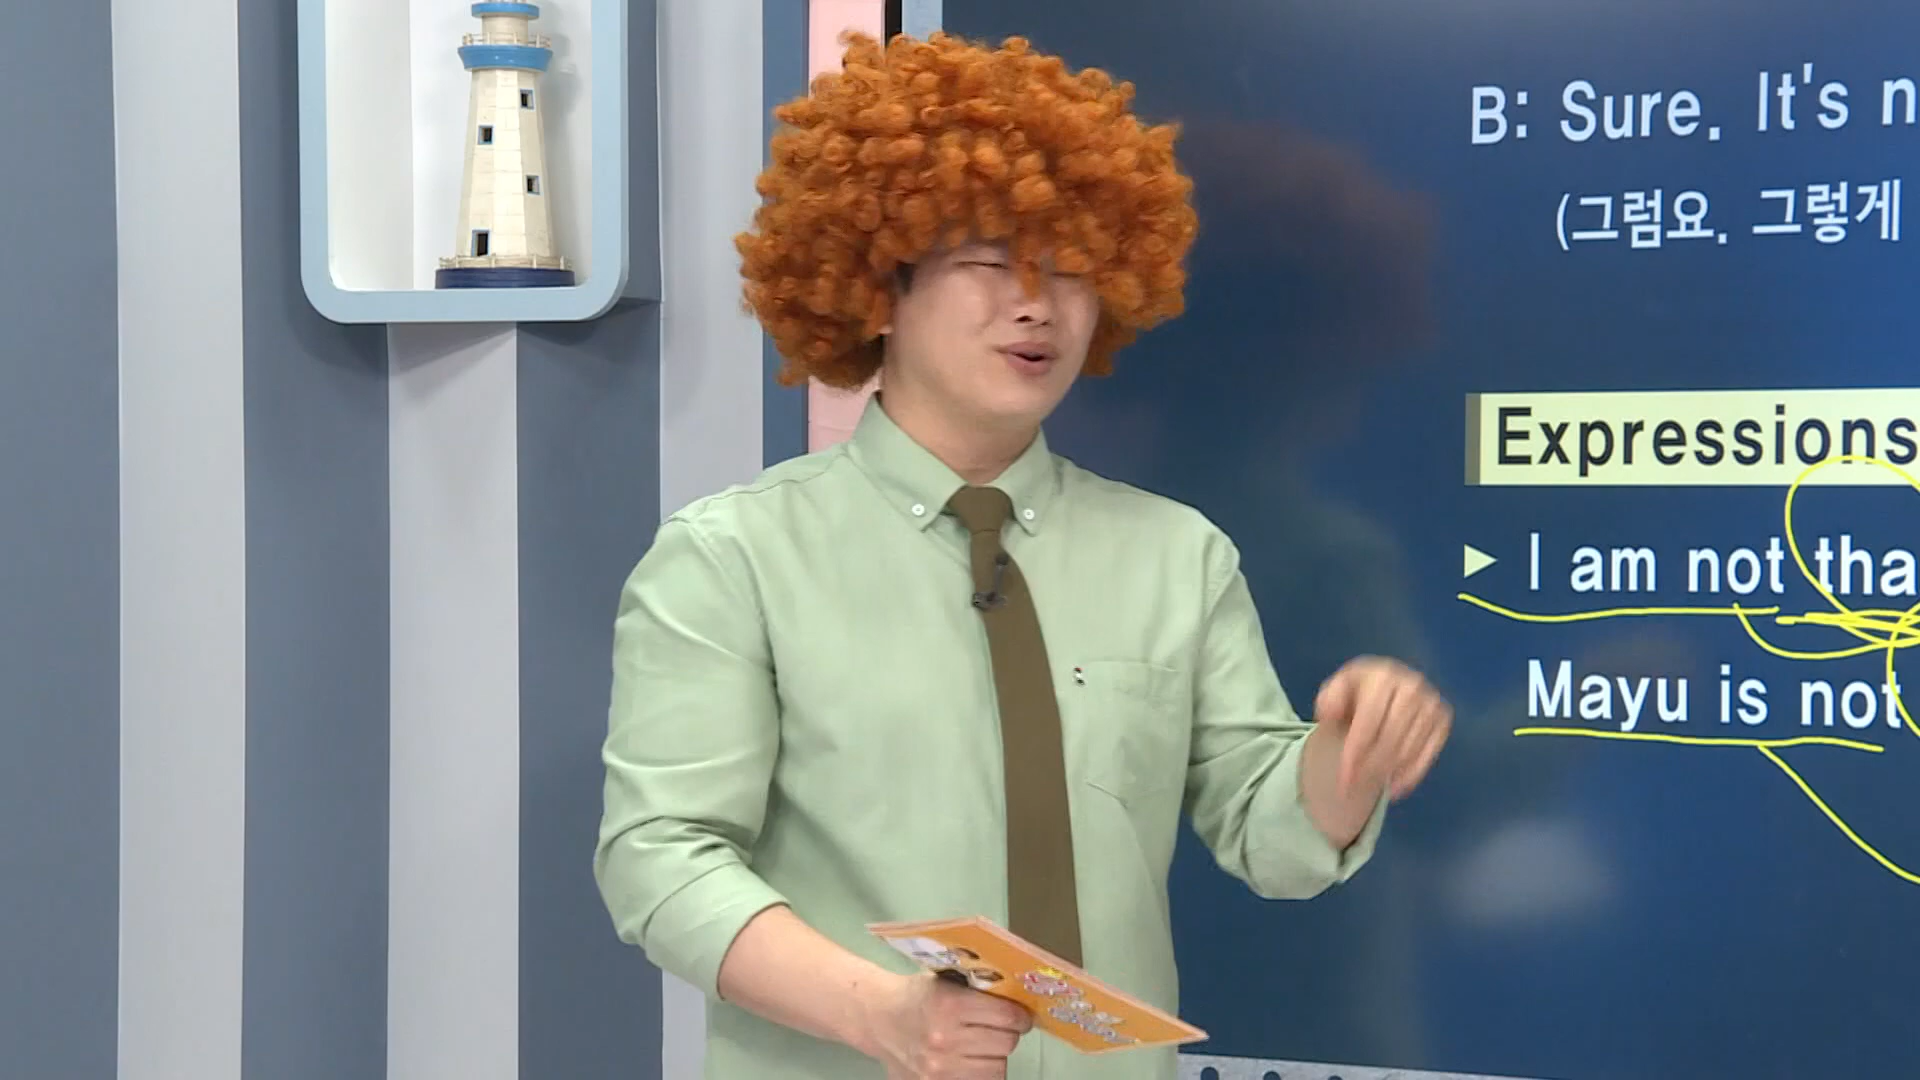 B: Sure. It's n
(그럼요. 그렇게
Expressions
▶ I am not tha
Mayu is not